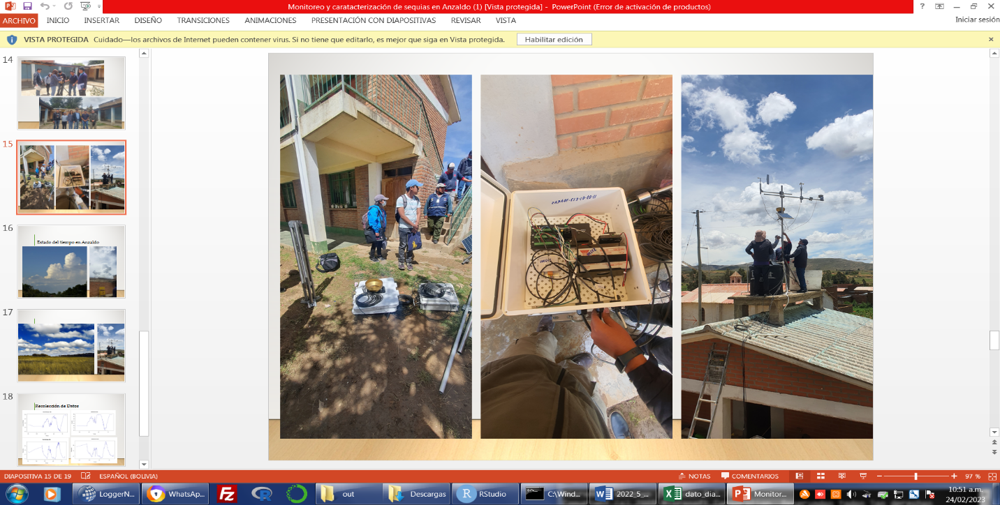 Monitoreo y caratacterización de sequias en Anzaldo (1) [Vista protegida] - PowerPoint (Error de activación de productos)
ARCHIVO INICIO INSERTAR DISEÑO TRANSICIONES ANIMACIONES PRESENTACIÓN CON DIAPOSITIVAS REVISAR VISTA Iniciar sesión
VISTA PROTEGIDA Cuidado—los archivos de Internet pueden contener virus. Si no tiene que editarlo, es mejor que siga en Vista protegida. Habilitar edición
14
15
16
Estado del tiempo en Anzaldo
17
18
Recolección de Datos
DIAPOSITIVA 15 DE 19 ESPAÑOL (BOLIVIA) NOTAS COMENTARIOS 97 %
LoggerN... WhatsAp... out Descargas RStudio C:\Wind... 2022_5_... dato_dia... Monitor...
10:51 a.m.
24/02/2023